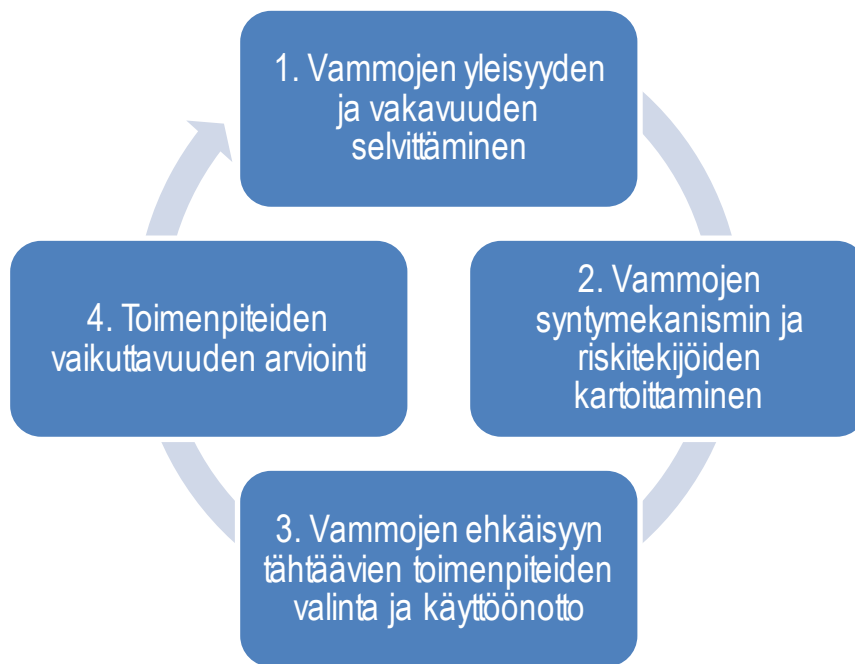 1. Vammojen yleisyyden
ja vakavuuden
selvittäminen
2. Vammojen
syntymekanismin ja
riskitekijöiden
kartoittaminen
3. Vammojen ehkäisyyn
tähtäävien toimenpiteiden
valinta ja käyttöönotto
4. Toimenpiteiden
vaikuttavuuden arviointi